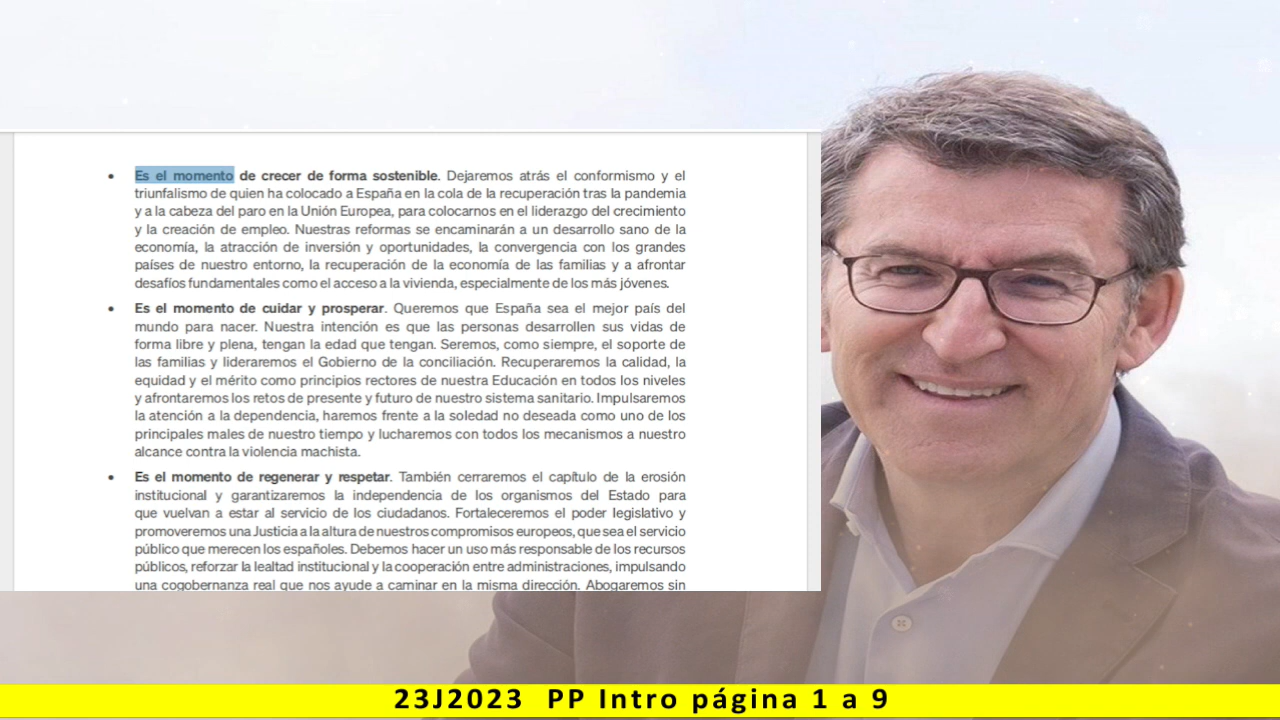 • Es el momento de crecer de forma sostenible. Dejaremos atrás el conformismo y el
triunfalismo de quien ha colocado a España en la cola de la recuperación tras la pandemia
y a la cabeza del paro en la Unión Europea, para colocarnos en el liderazgo del crecimiento
y la creación de empleo. Nuestras reformas se encaminarán a un desarrollo sano de la
economía, la atracción de inversión y oportunidades, la convergencia con los grandes
países de nuestro entorno, la recuperación de la economía de las familias y a afrontar
desafíos fundamentales como el acceso a la vivienda, especialmente de los más jóvenes.
• Es el momento de cuidar y prosperar. Queremos que España sea el mejor país del
mundo para nacer. Nuestra intención es que las personas desarrollen sus vidas de
forma libre y plena, tengan la edad que tengan. Seremos, como siempre, el soporte de
las familias y lideraremos el Gobierno de la conciliación. Recuperaremos la calidad, la
equidad y el mérito como principios rectores de nuestra Educación en todos los niveles
y afrontaremos los retos de presente y futuro de nuestro sistema sanitario. Impulsaremos
la atención a la dependencia, haremos frente a la soledad no deseada como uno de los
principales males de nuestro tiempo y lucharemos con todos los mecanismos a nuestro
alcance contra la violencia machista.
• Es el momento de regenerar y respetar. También cerraremos el capítulo de la erosión
institucional y garantizaremos la independencia de los organismos del Estado para
que vuelvan a estar al servicio de los ciudadanos. Fortaleceremos el poder legislativo y
promoveremos una Justicia a la altura de nuestros compromisos europeos, que sea el servicio
público que merecen los españoles. Debemos hacer un uso más responsable de los recursos
públicos, reforzar la lealtad institucional y la cooperación entre administraciones, impulsando
una cogobernanza real que nos ayude a caminar en la misma dirección. Abogaremos sin
23J2023 PP Intro página 1 a 9